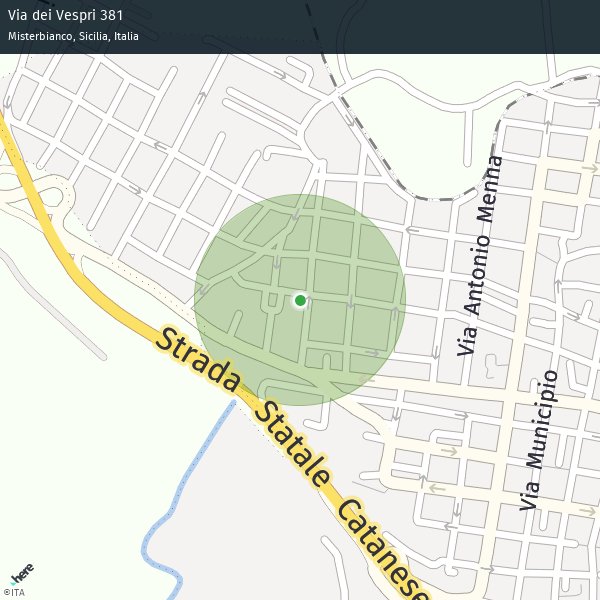 Via dei Vespri 381
Misterbianco, Sicilia, Italia
Via Antonio Menna
Strada Statale Catanese
Via Municipio
here
©ITA